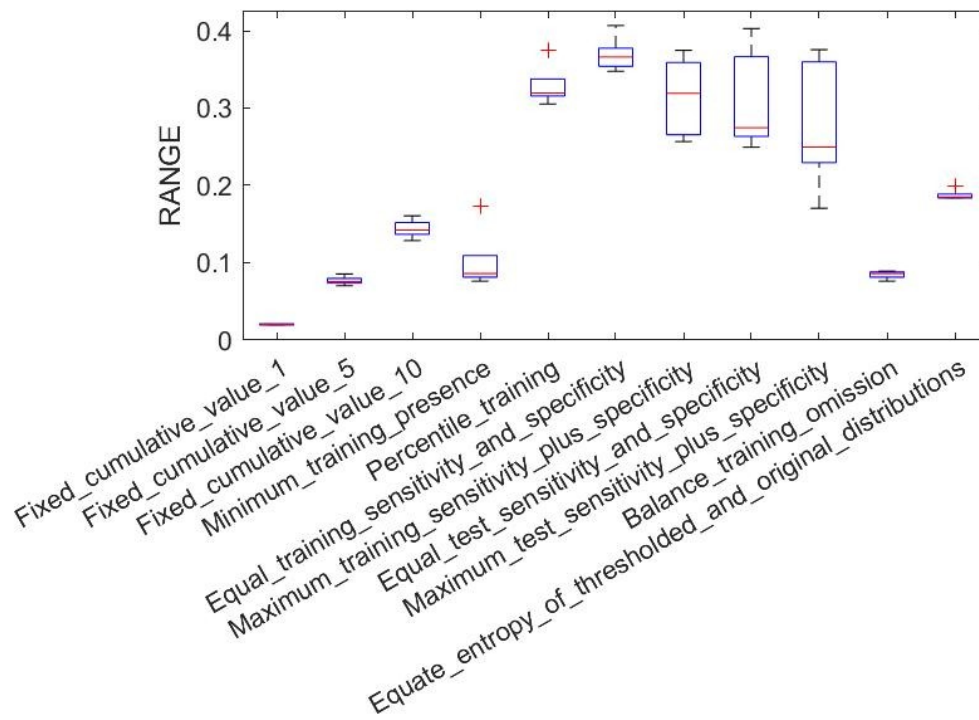 0.4
0.3
0.2
0.1
0
RANGE
Fixed_cumulative_value_1
Fixed_cumulative_value_5
Fixed_cumulative_value_10
Minimum_training_presence
Percentile_training
Equal_training_sensitivity_and_specificity
Maximum_training_sensitivity_plus_specificity
Equal_test_sensitivity_and_specificity
Maximum_test_sensitivity_plus_specificity
Balance_training_omission
Equate_entropy_of_thresholded_and_original_distributions